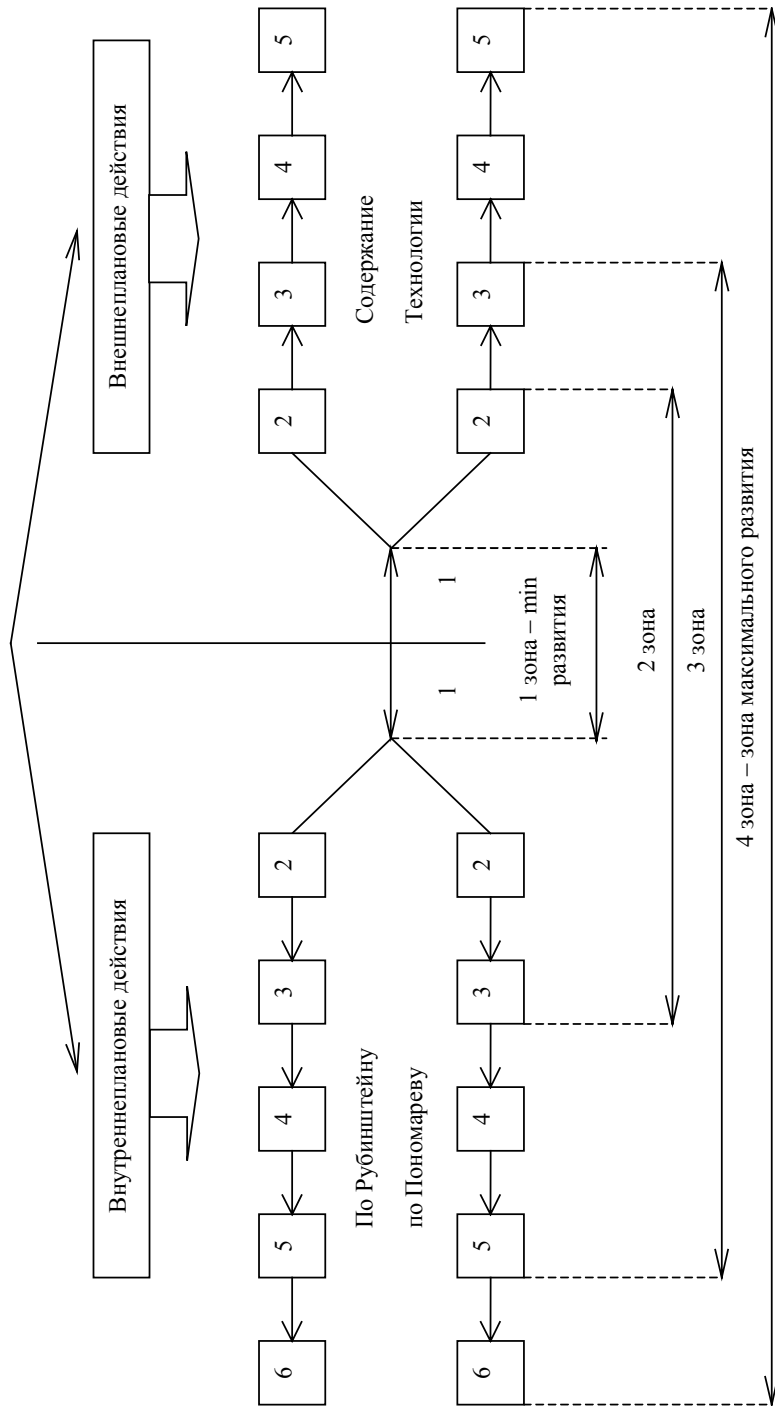 Внутреннеплановые действия
Внешнеплановые действия
6 5 4 3 2
2 3 4 5
По Рубинштейну
Содержание
по Пономареву
Технологии
6 5 4 3 2
2 3 4 5
1
1
1 зона – min
развития
2 зона
3 зона
4 зона – зона максимального развития